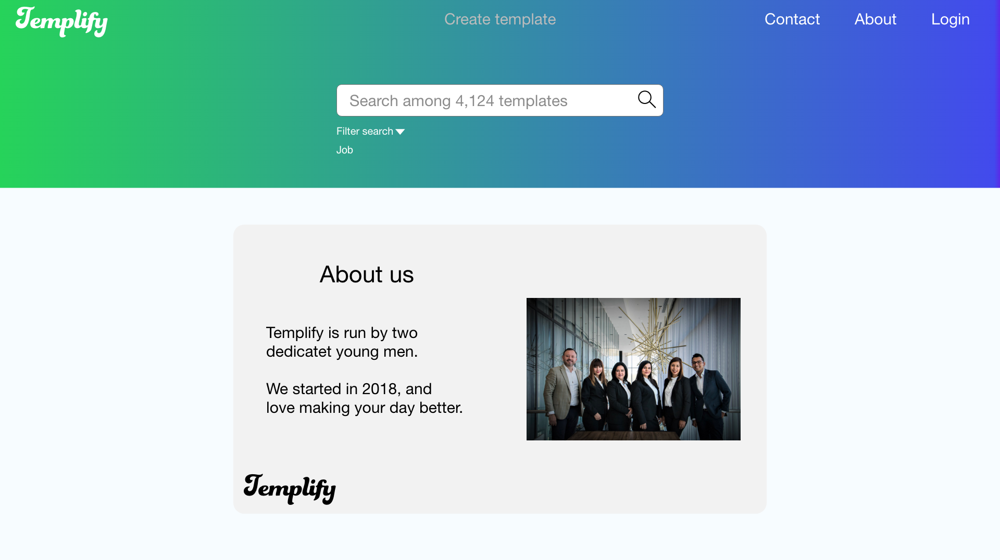 Templify
Create template
Contact
About
Login
Search among 4,124 templates
Filter search
Job
About us
Templify is run by two
dedicatet young men.
We started in 2018, and
love making your day better.
Templify